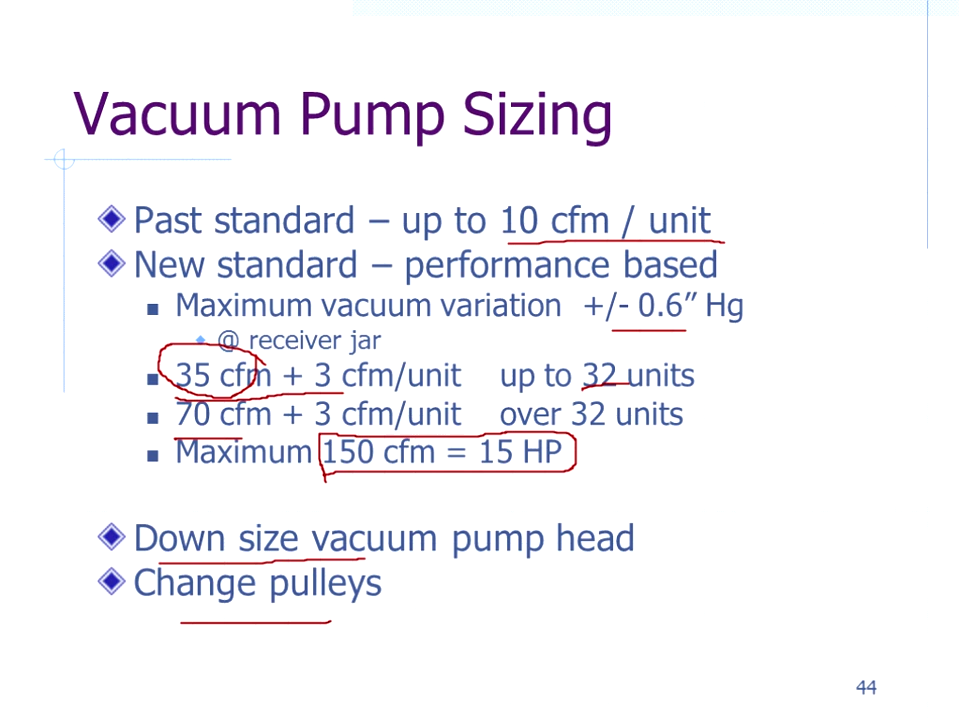 Vacuum Pump Sizing
Past standard – up to 10 cfm / unit
New standard – performance based
Maximum vacuum variation +/- 0.6” Hg
@ receiver jar
35 cfm + 3 cfm/unit up to 32 units
70 cfm + 3 cfm/unit over 32 units
Maximum 150 cfm = 15 HP
Down size vacuum pump head
Change pulleys
44